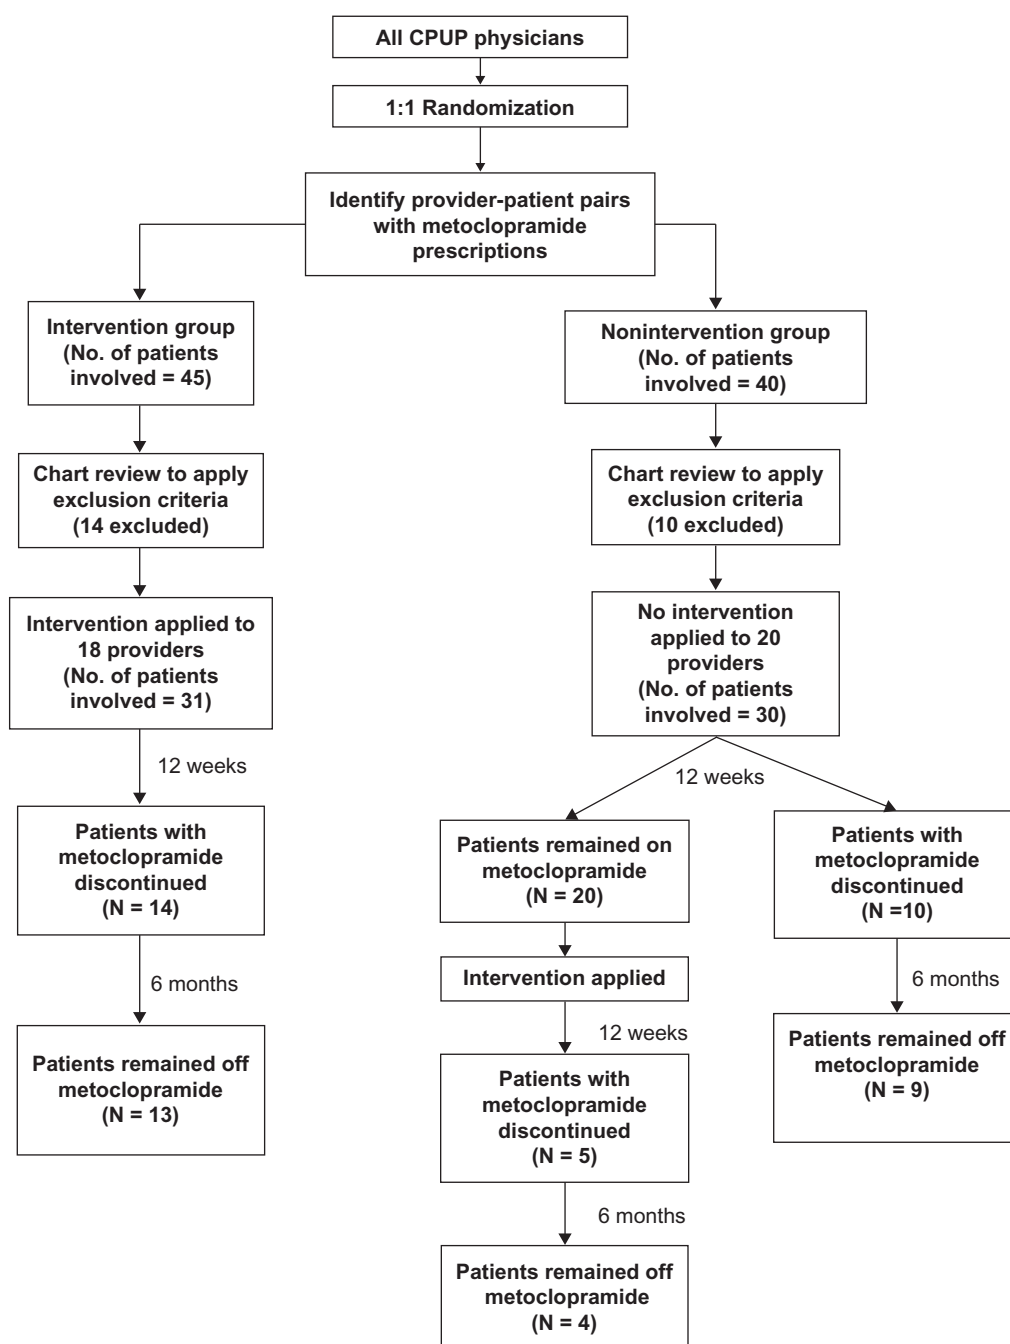 All CPUP physicians
1:1 Randomization
Identify provider-patient pairs
with metoclopramide
prescriptions
Intervention group
(No. of patients
involved = 45)
Chart review to apply
exclusion criteria
(14 excluded)
Intervention applied to
18 providers
(No. of patients
involved = 31)
12 weeks
Patients with
metoclopramide
discontinued
(N = 14)
6 months
Patients remained off
metoclopramide
(N = 13)
Nonintervention group
(No. of patients
involved = 40)
Chart review to apply
exclusion criteria
(10 excluded)
No intervention
applied to 20
providers
(No. of patients
involved = 30)
12 weeks
Patients remained on
metoclopramide
(N = 20)
Intervention applied
12 weeks
Patients with
metoclopramide
discontinued
(N = 5)
6 months
Patients remained off
metoclopramide
(N = 4)
Patients with
metoclopramide
discontinued
(N =10)
6 months
Patients remained off
metoclopramide
(N = 9)